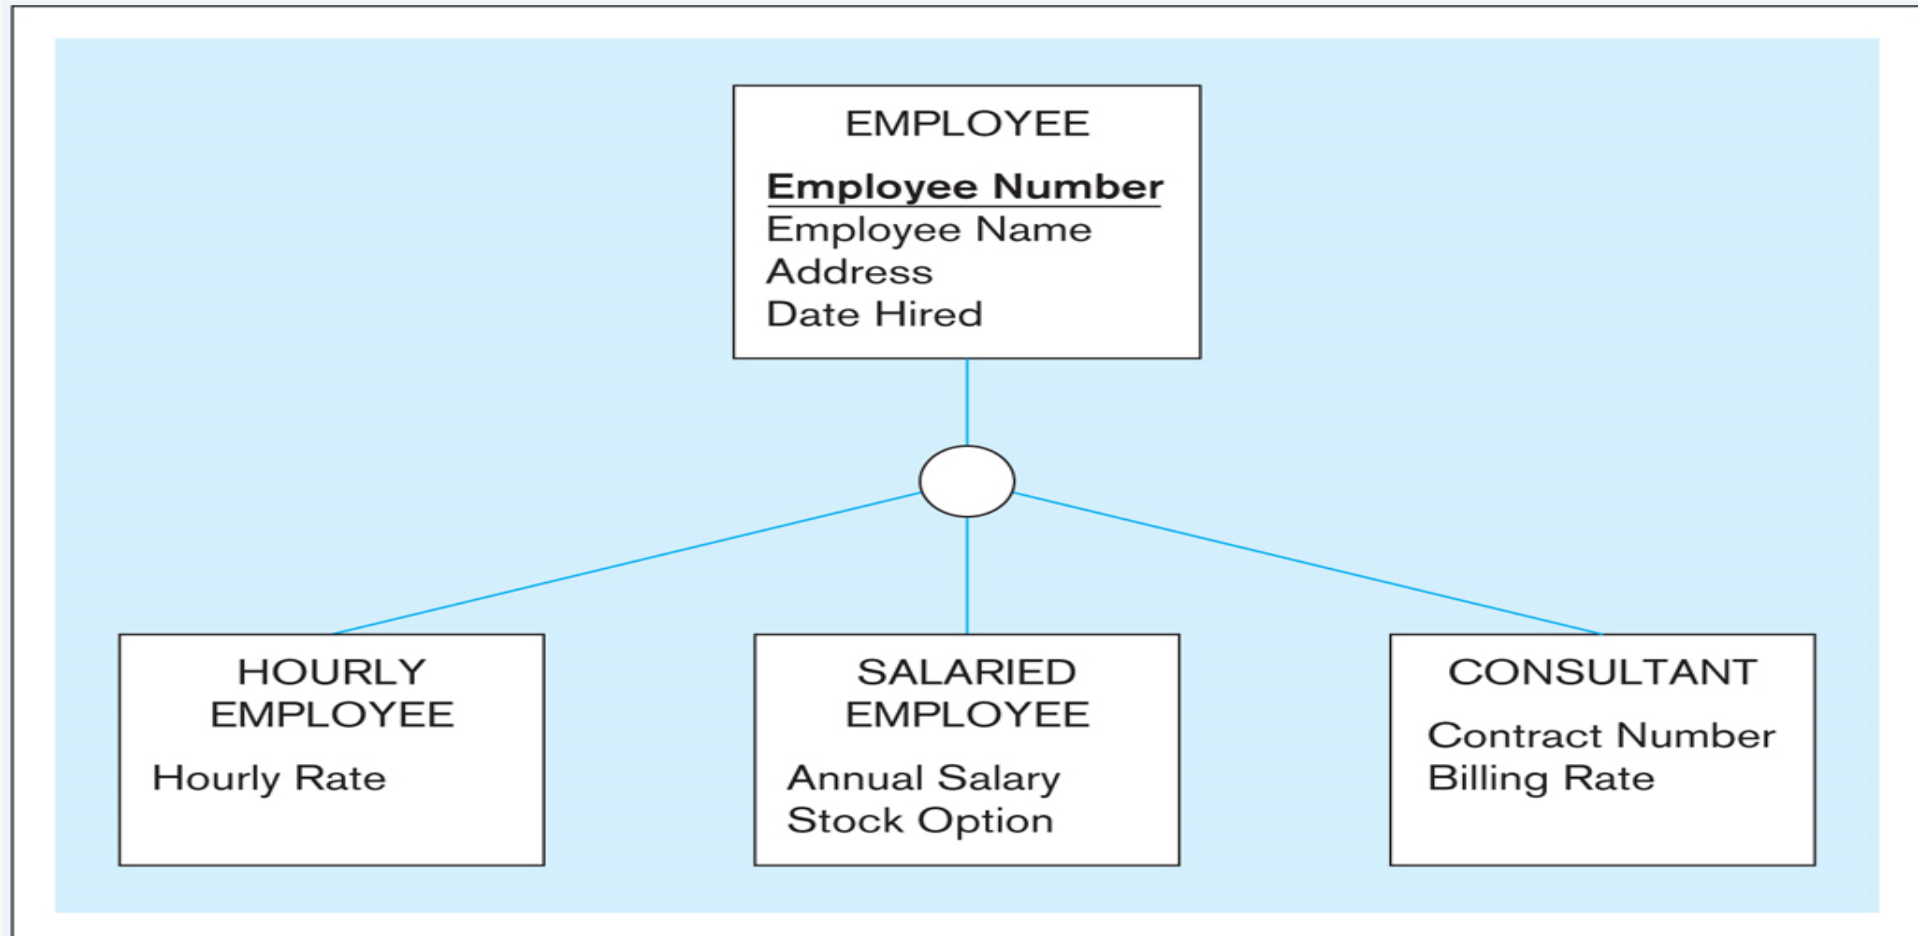 EMPLOYEE
Employee Number
Employee Name
Address
Date Hired
HOURLY
EMPLOYEE
Hourly Rate
SALARIED
EMPLOYEE
Annual Salary
Stock Option
CONSULTANT
Contract Number
Billing Rate